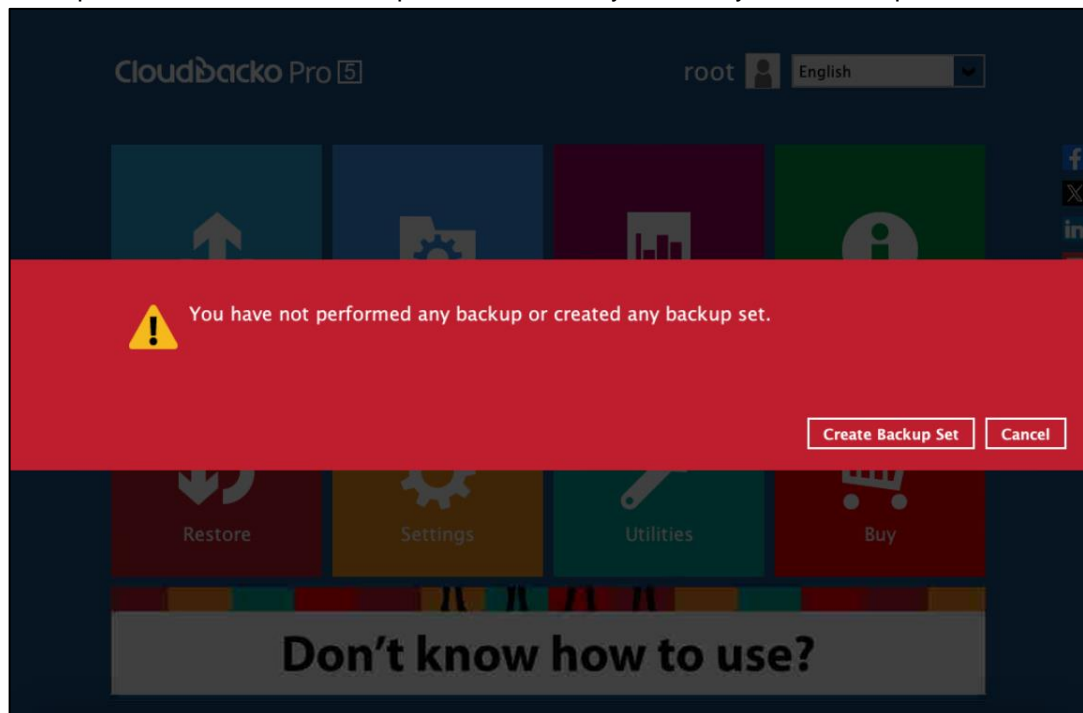 CloudBacko Pro 5
root
English
f
X
in
You have not performed any backup or created any backup set.
Create Backup Set
Cancel
Restore
Settings
Utilities
Buy
Don't know how to use?